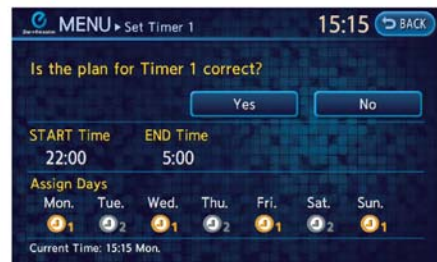 Zero Emission MENU ▸ Set Timer 1 15:15 BACK
Is the plan for Timer 1 correct?
Yes No
START Time END Time
22:00 5:00
Assign Days
Mon. Tue. Wed. Thu. Fri. Sat. Sun.
1 2 1 2 1 2 1
Current Time: 15:15 Mon.